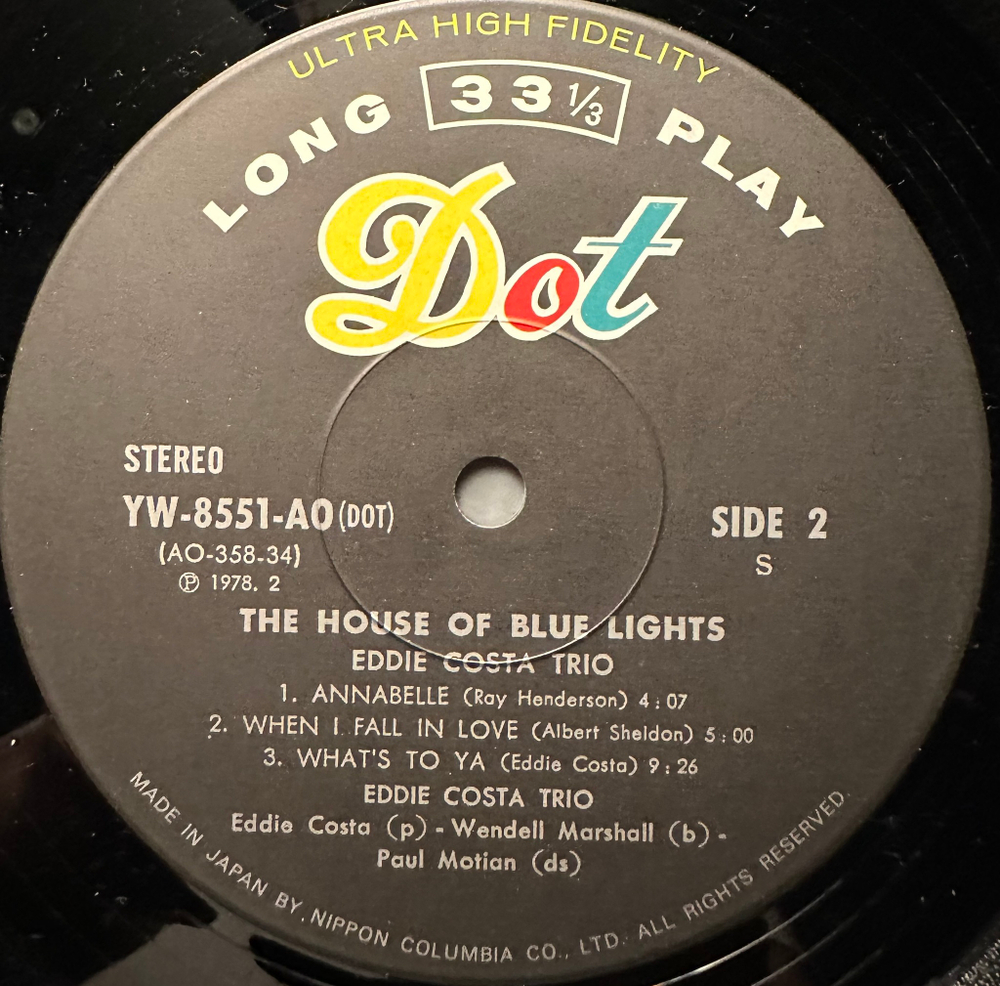 ULTRA HIGH FIDELITY
LONG 33 1/3 PLAY
Dot
STEREO
YW-8551-AO (DOT)
SIDE 2
(AO-358-34)
S
Ⓟ 1978. 2
THE HOUSE OF BLUE LIGHTS
EDDIE COSTA TRIO
1. ANNABELLE (Ray Henderson) 4:07
2. WHEN I FALL IN LOVE (Albert Sheldon) 5:00
3. WHAT'S TO YA (Eddie Costa) 9:26
EDDIE COSTA TRIO
Eddie Costa (p) - Wendell Marshall (b) -
Paul Motian (ds)
MADE IN JAPAN BY. NIPPON COLUMBIA CO., LTD. ALL RIGHTS RESERVED.